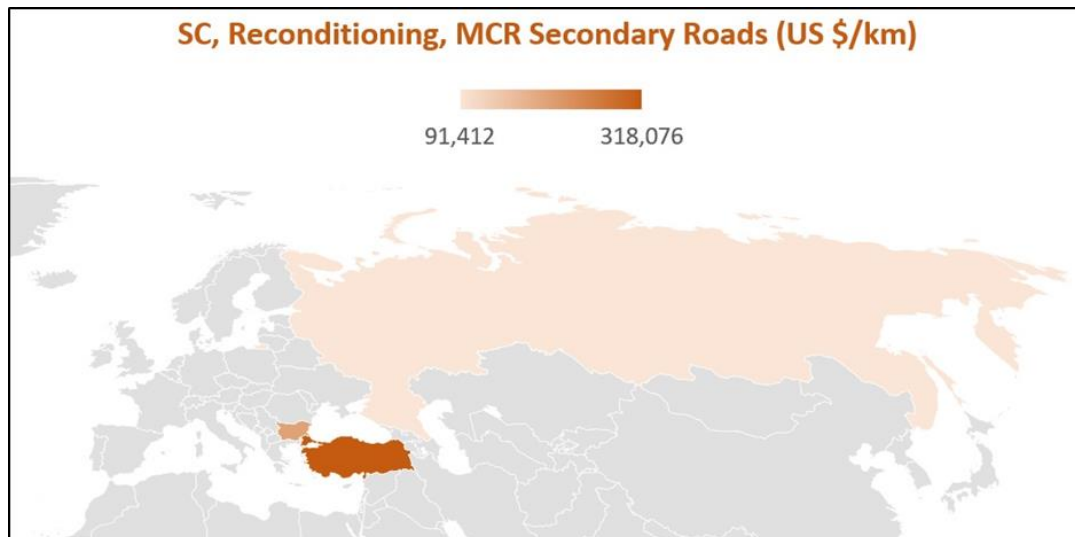 SC, Reconditioning, MCR Secondary Roads (US $/km)
91,412 318,076